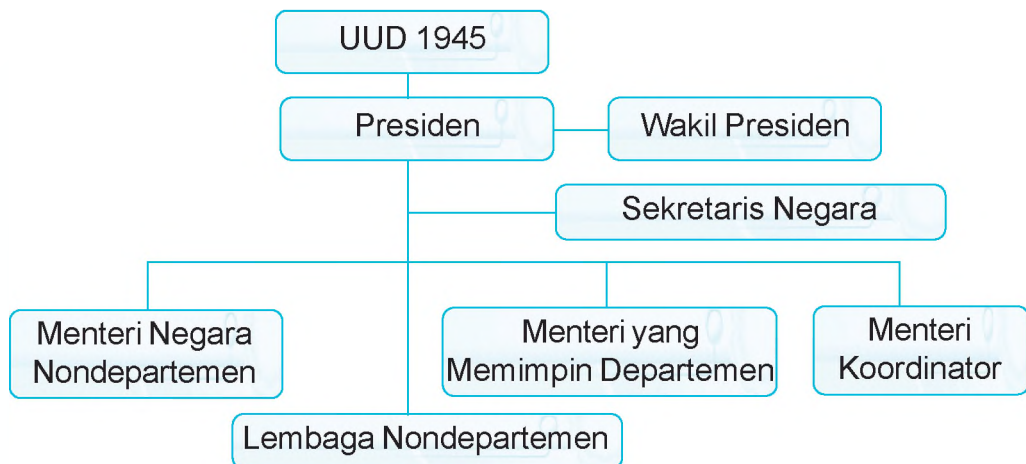 UUD 1945
Presiden
Wakil Presiden
Sekretaris Negara
Menteri Negara
Nondepartemen
Menteri yang
Memimpin Departemen
Menteri
Koordinator
Lembaga Nondepartemen